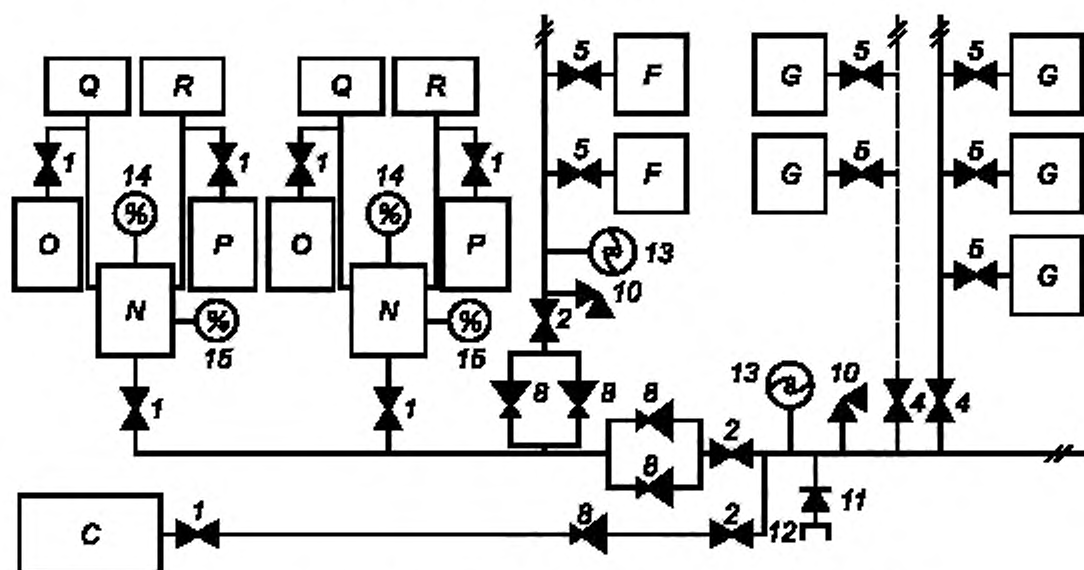 5 5 5
F G G
Q R Q R
5 5 5
1 14 1 1 14 1
% %
F G G
O P O P
13
5
G
10
N % N % 2
15 15
13 10
8 8
1 1 8 4 4
2
8
11
1 8 2 12
C